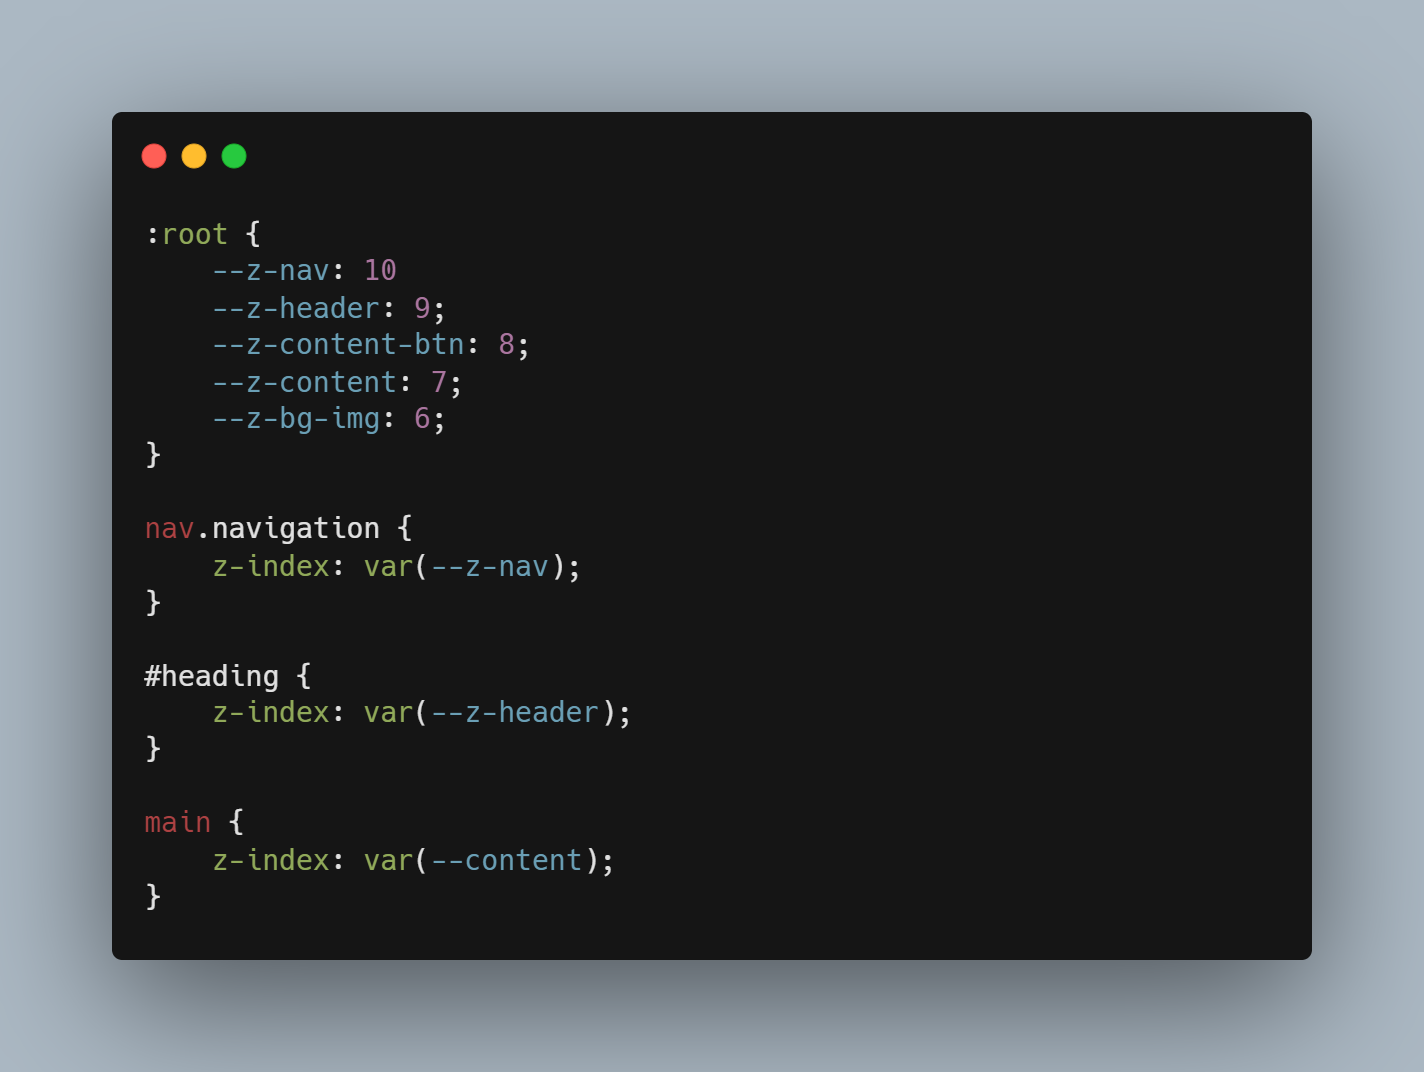 :root {
    --z-nav: 10
    --z-header: 9;
    --z-content-btn: 8;
    --z-content: 7;
    --z-bg-img: 6;
}

nav.navigation {
    z-index: var(--z-nav);
}

#heading {
    z-index: var(--z-header);
}

main {
    z-index: var(--content);
}